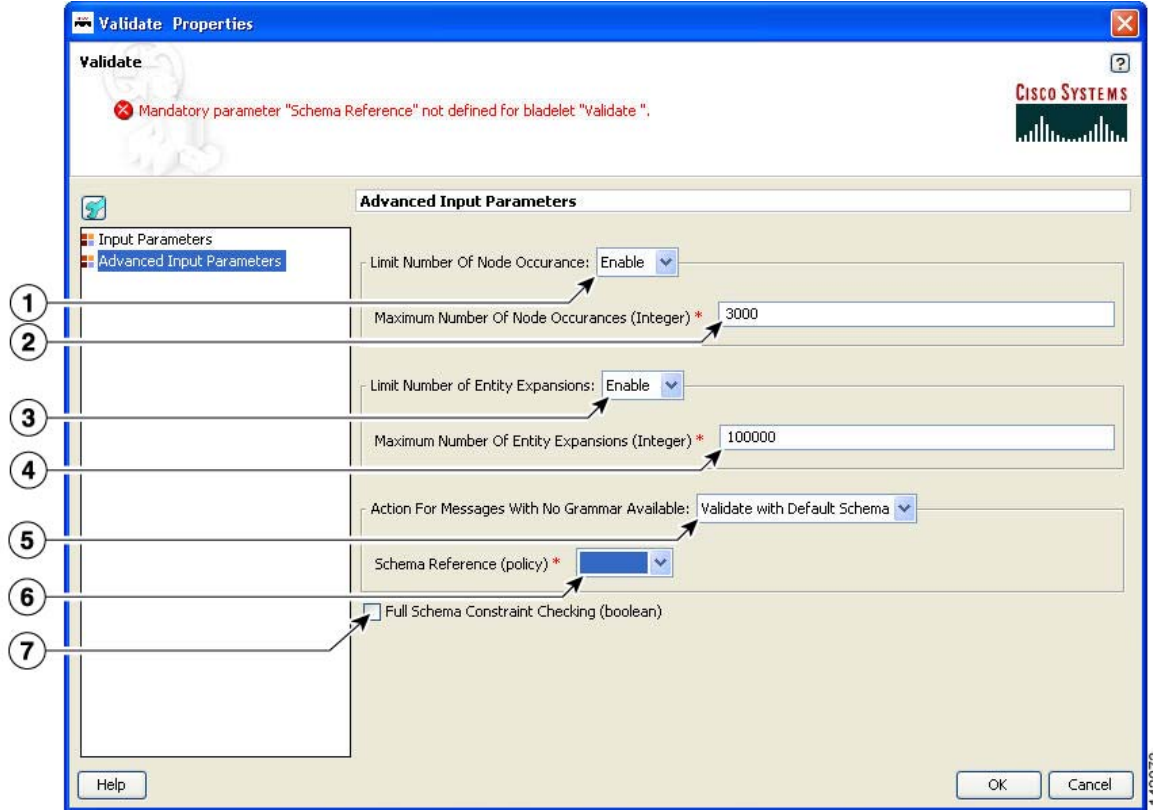 Validate Properties
Validate
?
Mandatory parameter "Schema Reference" not defined for bladelet "Validate ".
CISCO SYSTEMS
Advanced Input Parameters
Input Parameters
Advanced Input Parameters
Limit Number Of Node Occurance: Enable
1
Maximum Number Of Node Occurances (Integer) * 3000
2
Limit Number of Entity Expansions: Enable
3
Maximum Number Of Entity Expansions (Integer) * 100000
4
Action For Messages With No Grammar Available: Validate with Default Schema
5
Schema Reference (policy) *
6
Full Schema Constraint Checking (boolean)
7
Help
OK
Cancel